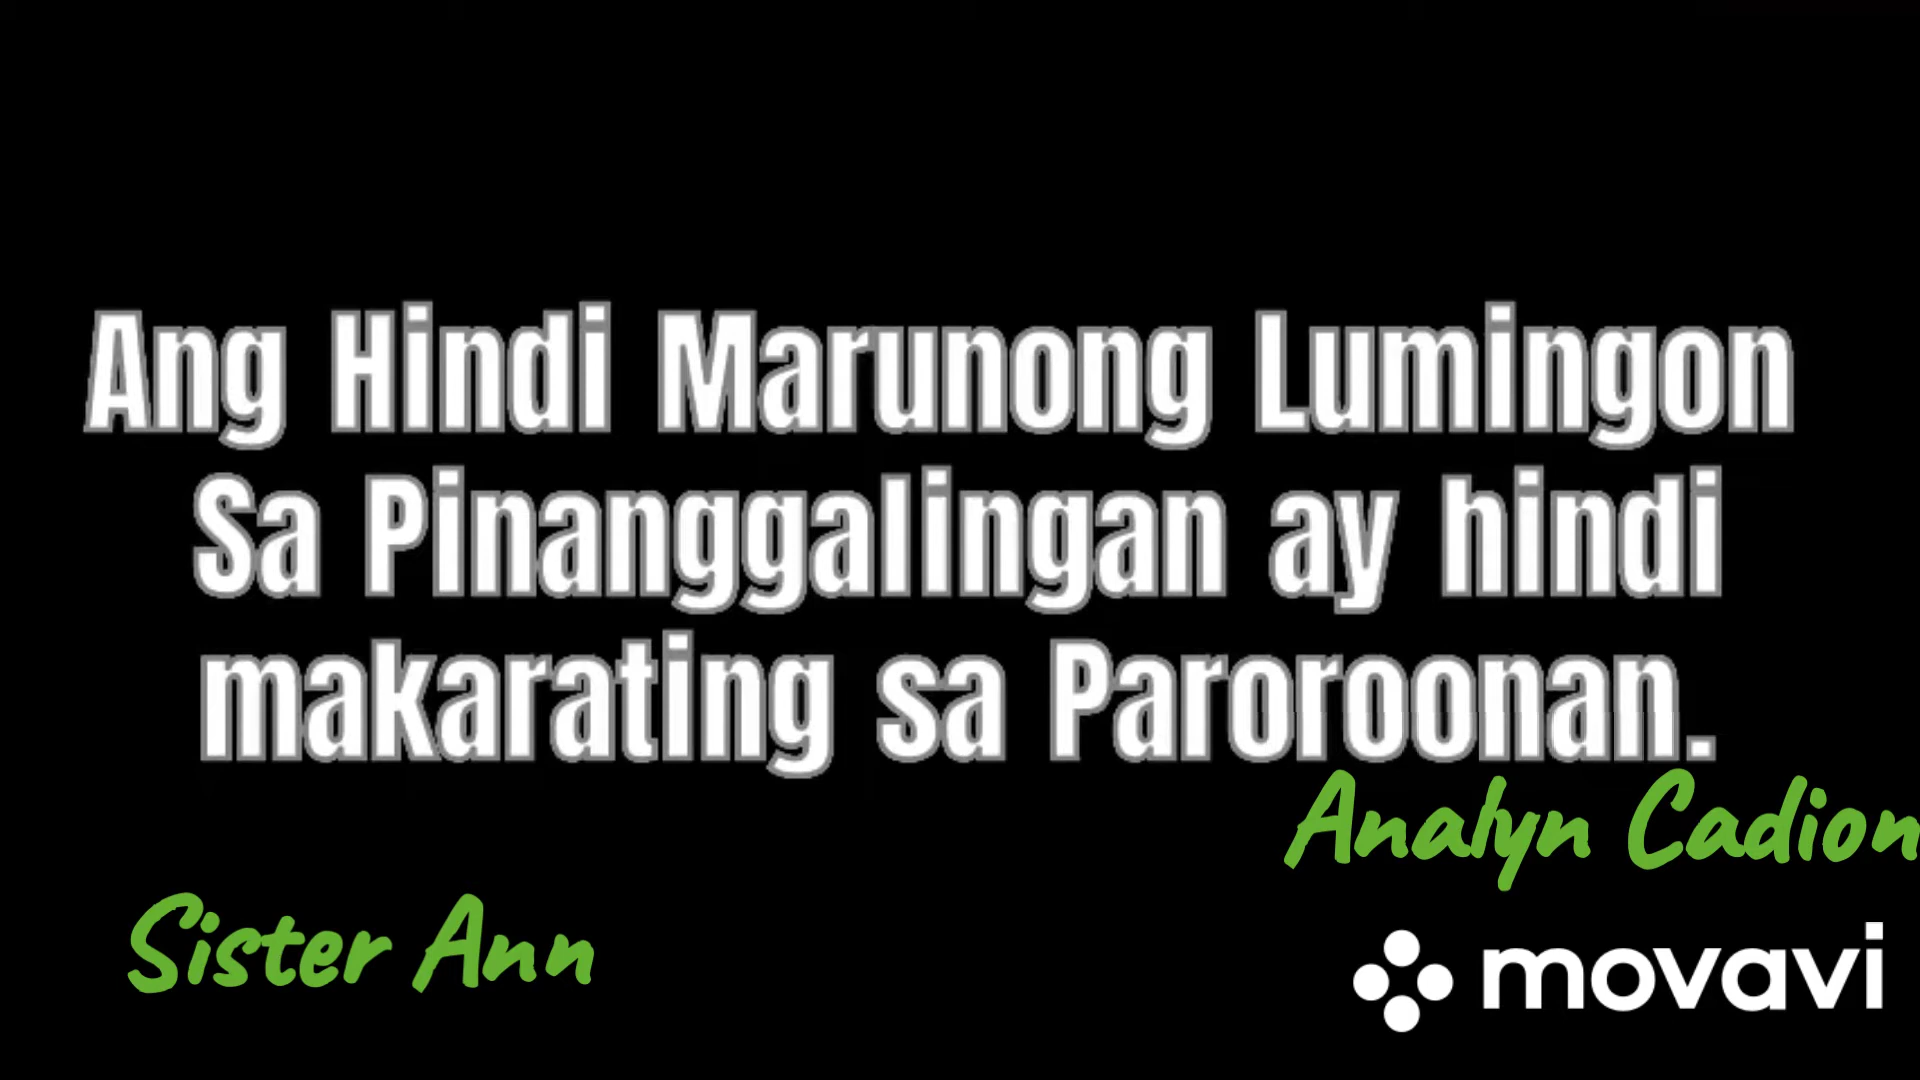 Ang Hindi Marunong Lumingon
Sa Pinanggalingan ay hindi
makarating sa Paroroonan.
Analyn Cadion
Sister Ann
movavi